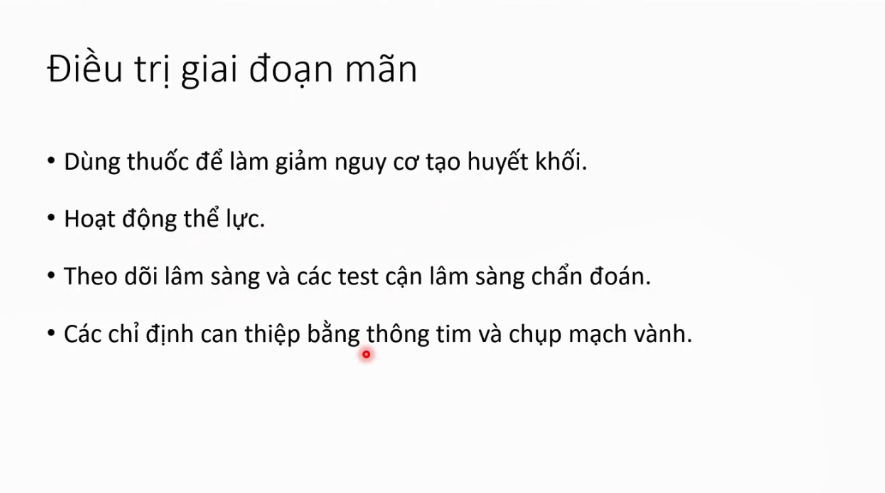 Điều trị giai đoạn mãn
• Dùng thuốc để làm giảm nguy cơ tạo huyết khối.
• Hoạt động thể lực.
• Theo dõi lâm sàng và các test cận lâm sàng chẩn đoán.
• Các chỉ định can thiệp bằng thông tim và chụp mạch vành.